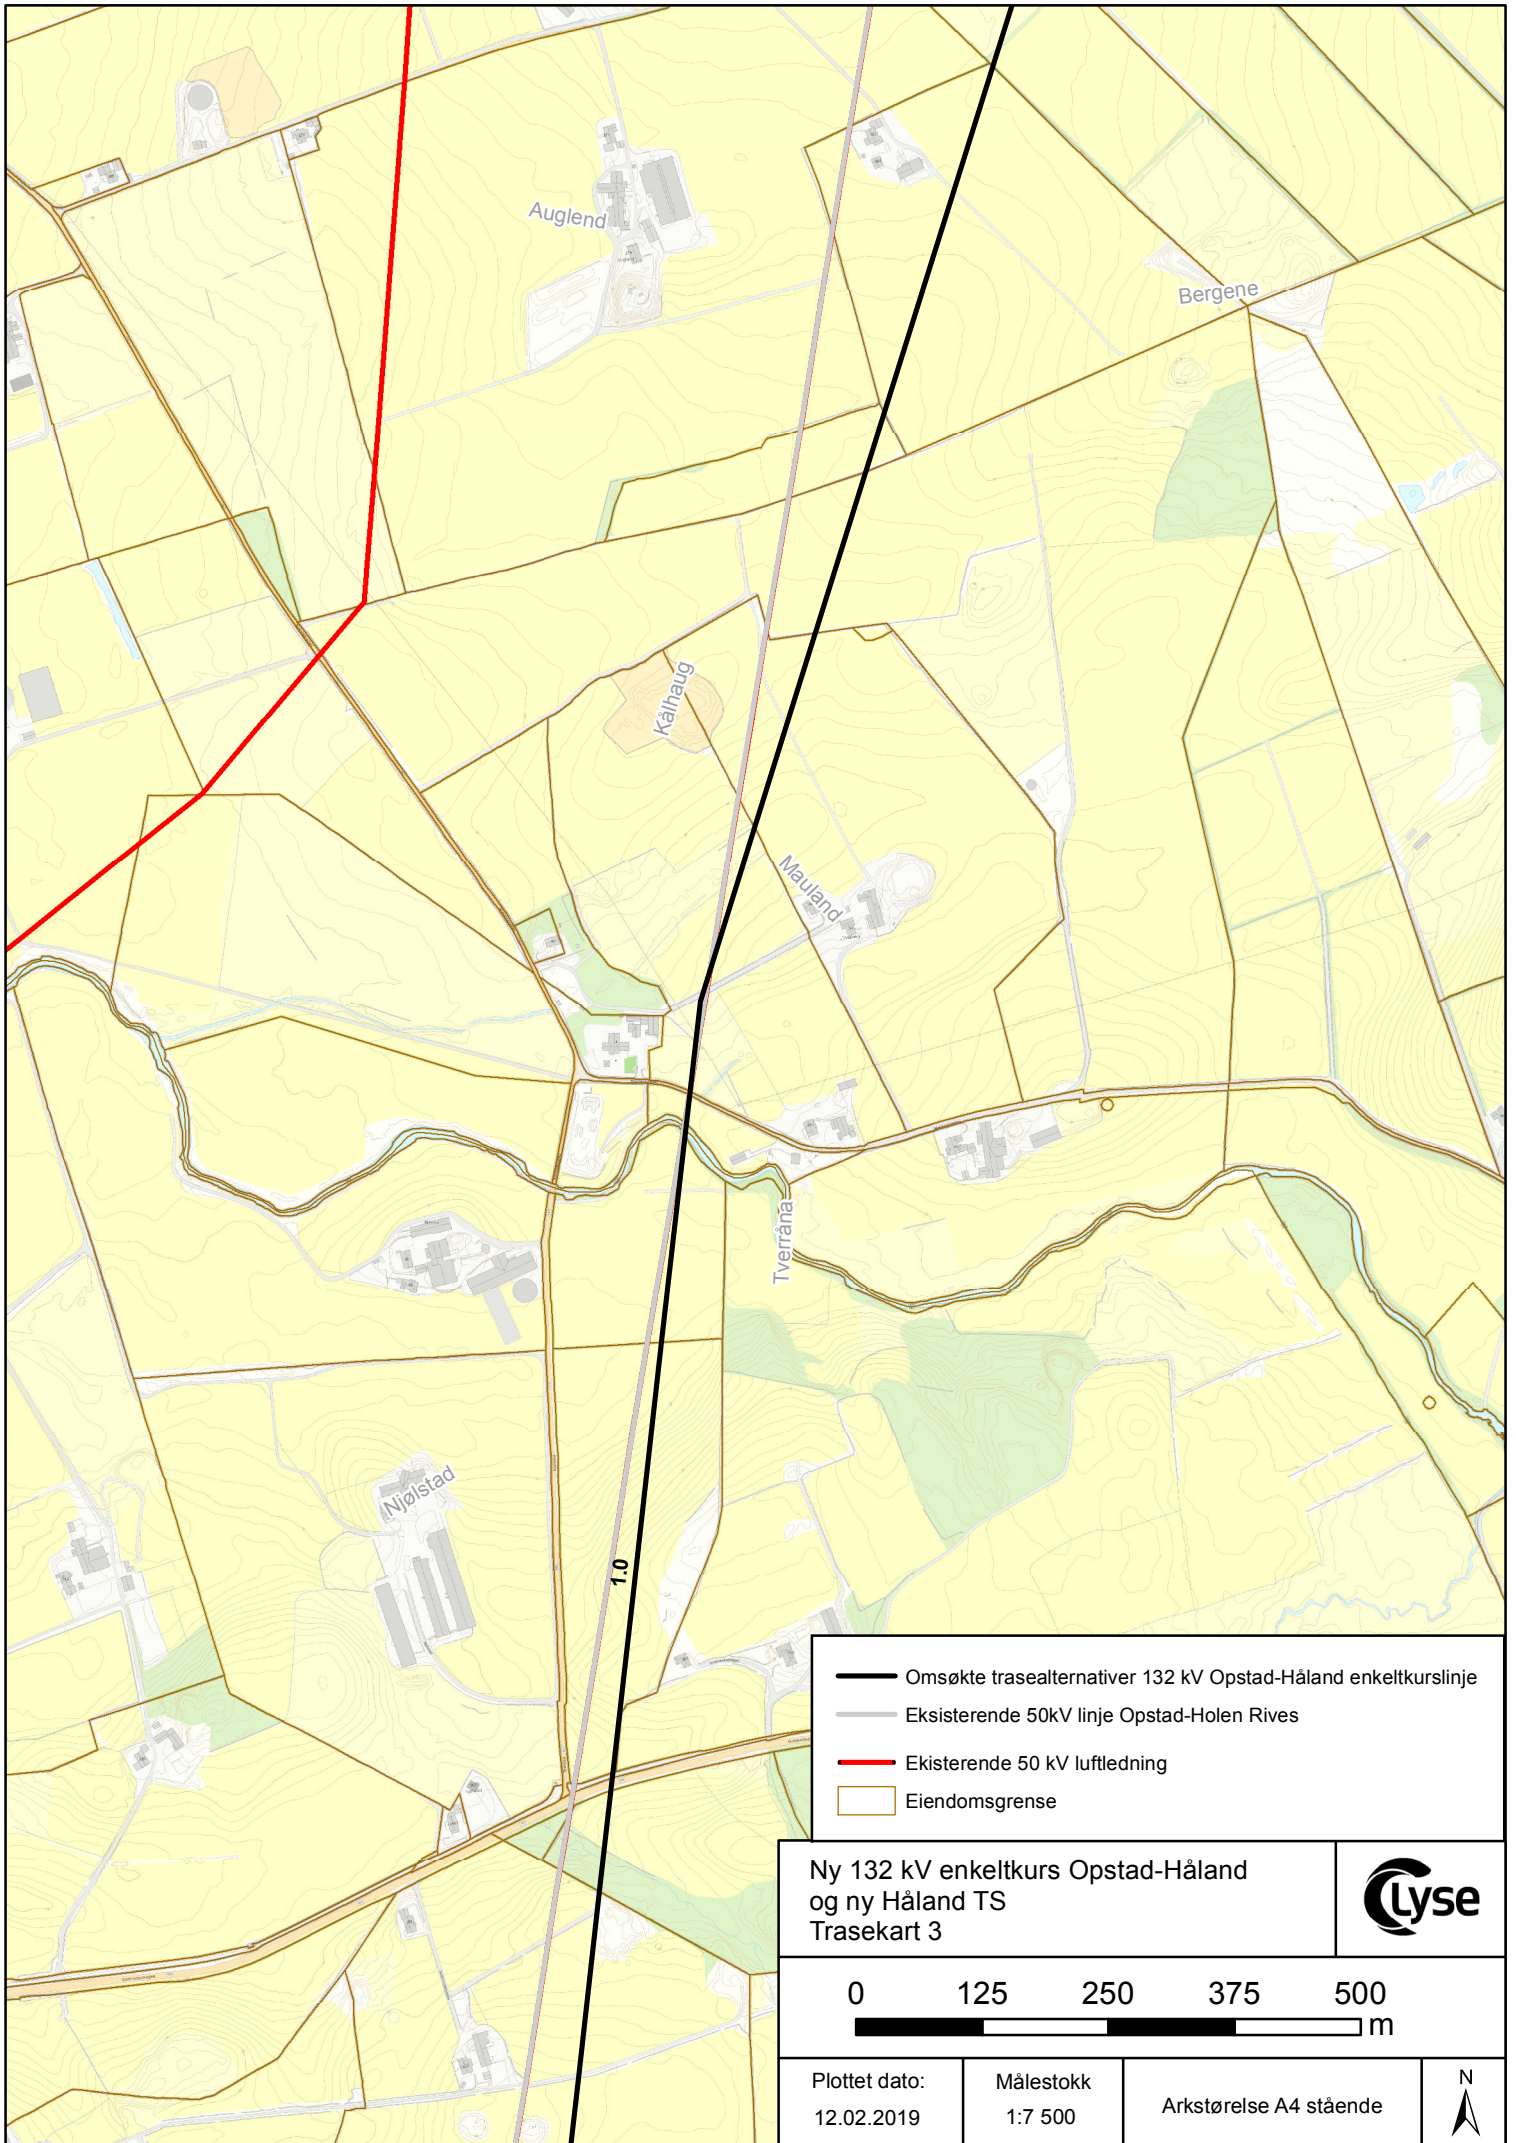 Auglend
Bergene
Kålhaug
Mauland
Tverråna
Njølstad
1.0
Omsøkte trasealternativer 132 kV Opstad-Håland enkeltkurslinje
Eksisterende 50kV linje Opstad-Holen Rives
Ekisterende 50 kV luftledning
Eiendomsgrense
Ny 132 kV enkeltkurs Opstad-Håland
og ny Håland TS
Trasekart 3
Lyse
0 125 250 375 500
m
Plottet dato:
12.02.2019
Målestokk
1:7 500
Arkstørelse A4 stående
N